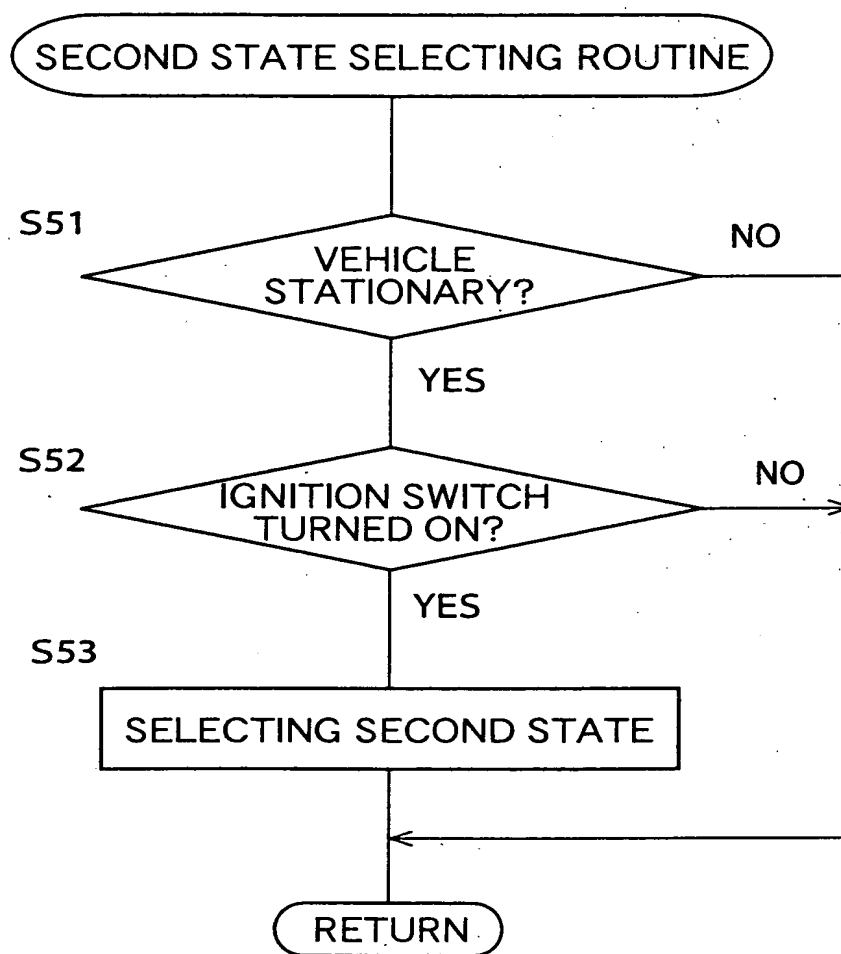 SECOND STATE SELECTING ROUTINE
S51
VEHICLE
STATIONARY?
NO
YES
S52
IGNITION SWITCH
TURNED ON?
NO
YES
S53
SELECTING SECOND STATE
RETURN